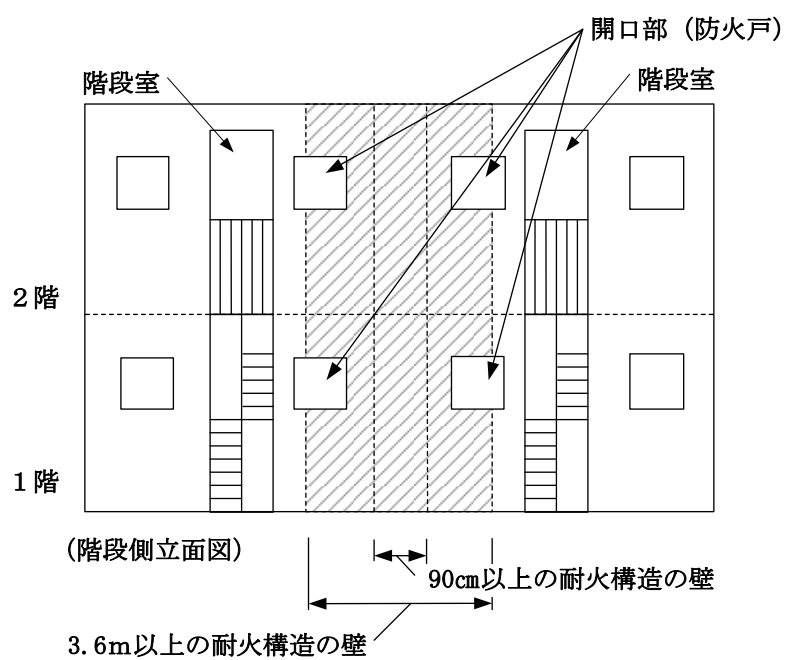 開口部（防火戸）
階段室
階段室
２階
１階
（階段側立面図）
90㎝以上の耐火構造の壁
3.6ｍ以上の耐火構造の壁